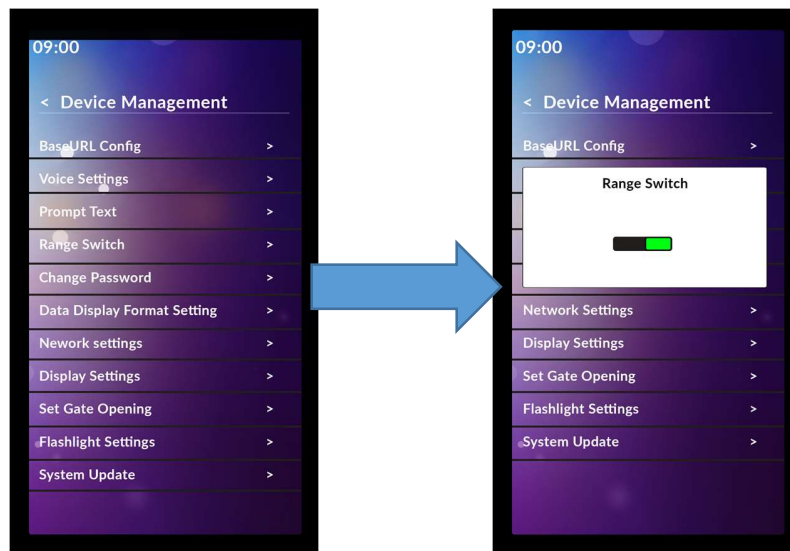 09:00
< Device Management
BaseURL Config >
Voice Settings >
Prompt Text >
Range Switch >
Change Password >
Data Display Format Setting >
Nework settings >
Display Settings >
Set Gate Opening >
Flashlight Settings >
System Update >
09:00
< Device Management
BaseURL Config >
Range Switch
Network Settings >
Display Settings >
Set Gate Opening >
Flashlight Settings >
System Update >